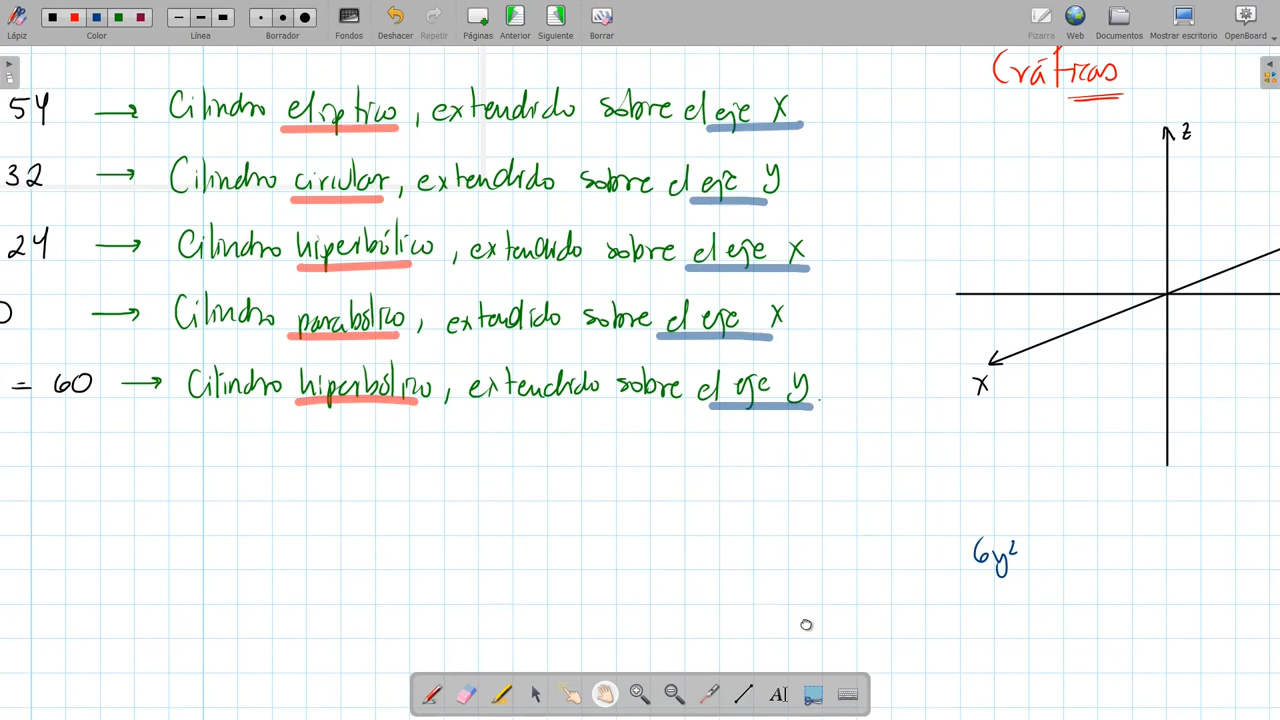 Lápiz Color Línea Borrador Fondos Deshacer Repetir Páginas Anterior Siguiente Borrar Pizarra Web Documentos Mostrar escritorio OpenBoard
Gráficas
54 → Cilindro elíptico, extendido sobre el eje X
z
32 → Cilindro circular, extendido sobre el eje y
24 → Cilindro hiperbólico, extendido sobre el eje x
0 → Cilindro parabólico, extendido sobre el eje X
X
= 60 → Cilindro hiperbólico, extendido sobre el eje y.
6y²
AI